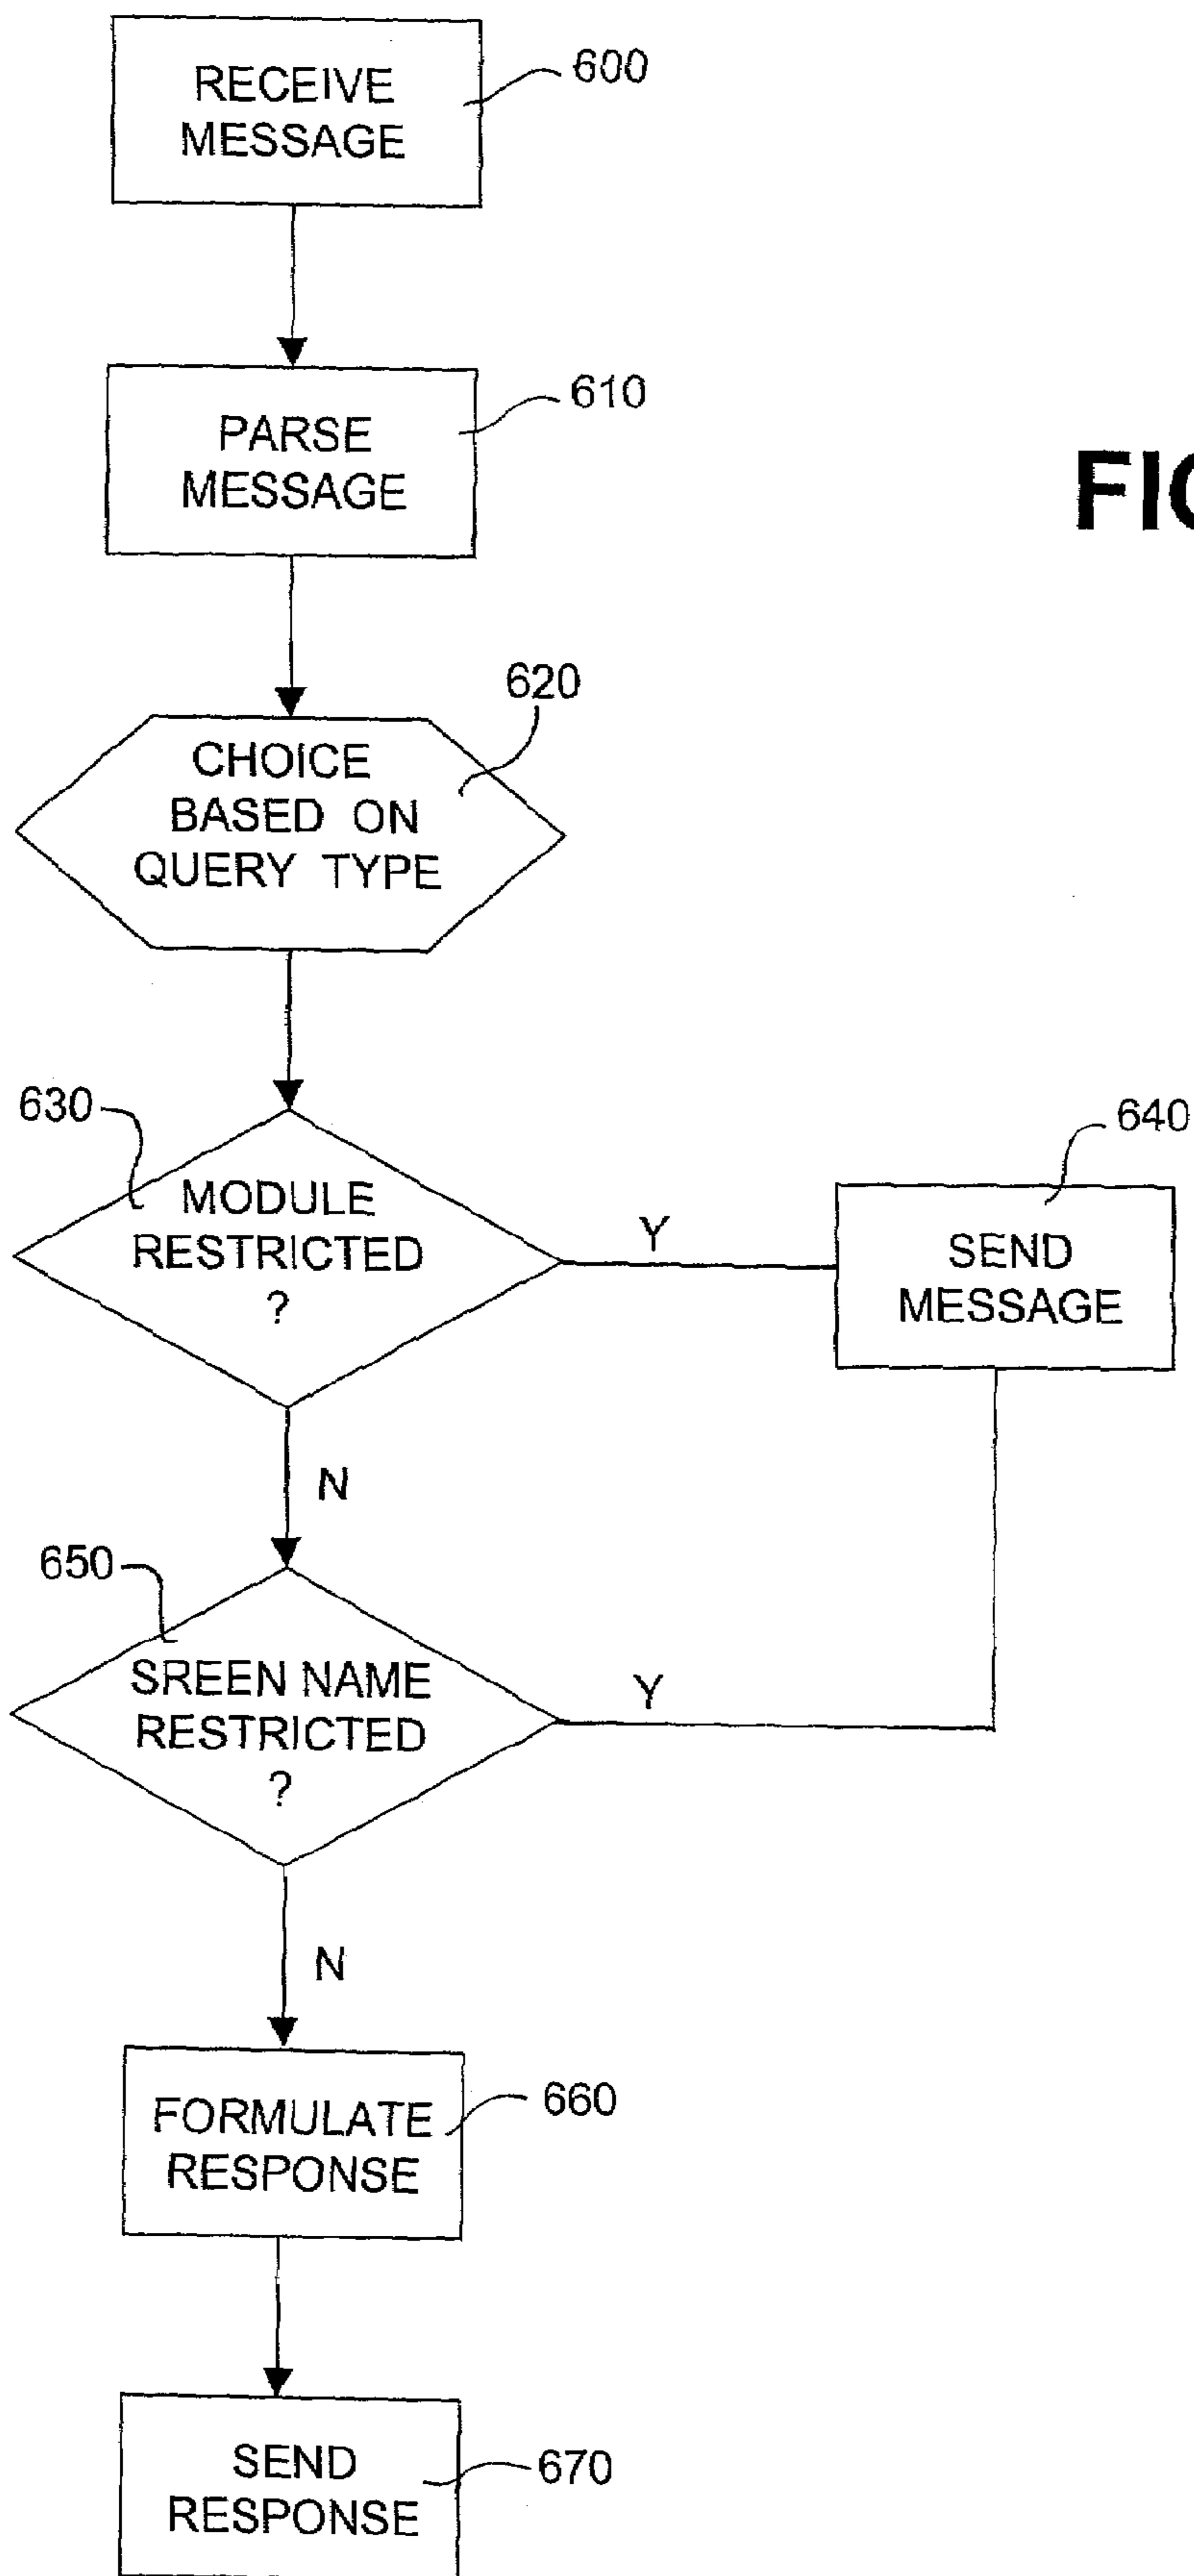 RECEIVE
MESSAGE
600
PARSE
MESSAGE
610
FIG
620
CHOICE
BASED ON
QUERY TYPE
630
MODULE
RESTRICTED
?
Y
640
SEND
MESSAGE
N
650
SREEN NAME
RESTRICTED
?
Y
N
FORMULATE
RESPONSE
660
SEND
RESPONSE
670